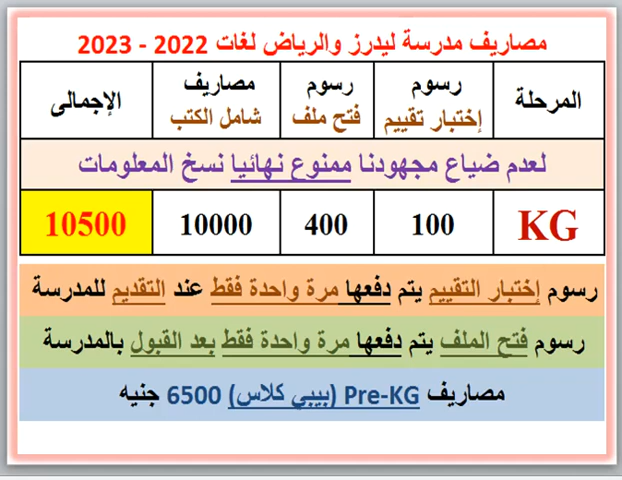 مصاريف مدرسة ليدرز والرياض لغات 2022 - 2023
المرحلة
رسوم
إختبار تقييم
رسوم
فتح ملف
مصاريف
شامل الكتب
الإجمالى
لعدم ضياع مجهودنا ممنوع نهائيا نسخ المعلومات
KG 100 400 10000 10500
رسوم إختبار التقييم يتم دفعها مرة واحدة فقط عند التقديم للمدرسة
رسوم فتح الملف يتم دفعها مرة واحدة فقط بعد القبول بالمدرسة
مصاريف Pre-KG (بيبي كلاس) 6500 جنيه